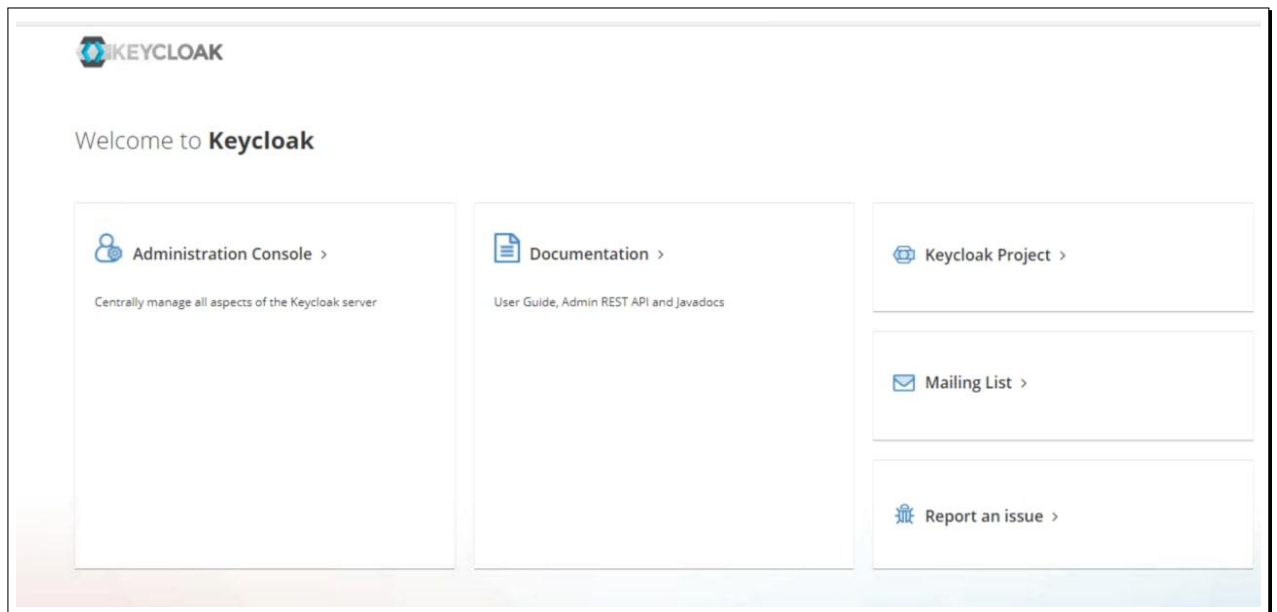 KEYCLOAK
Welcome to Keycloak
Administration Console >
Centrally manage all aspects of the Keycloak server
Documentation >
User Guide, Admin REST API and Javadocs
Keycloak Project >
Mailing List >
Report an issue >